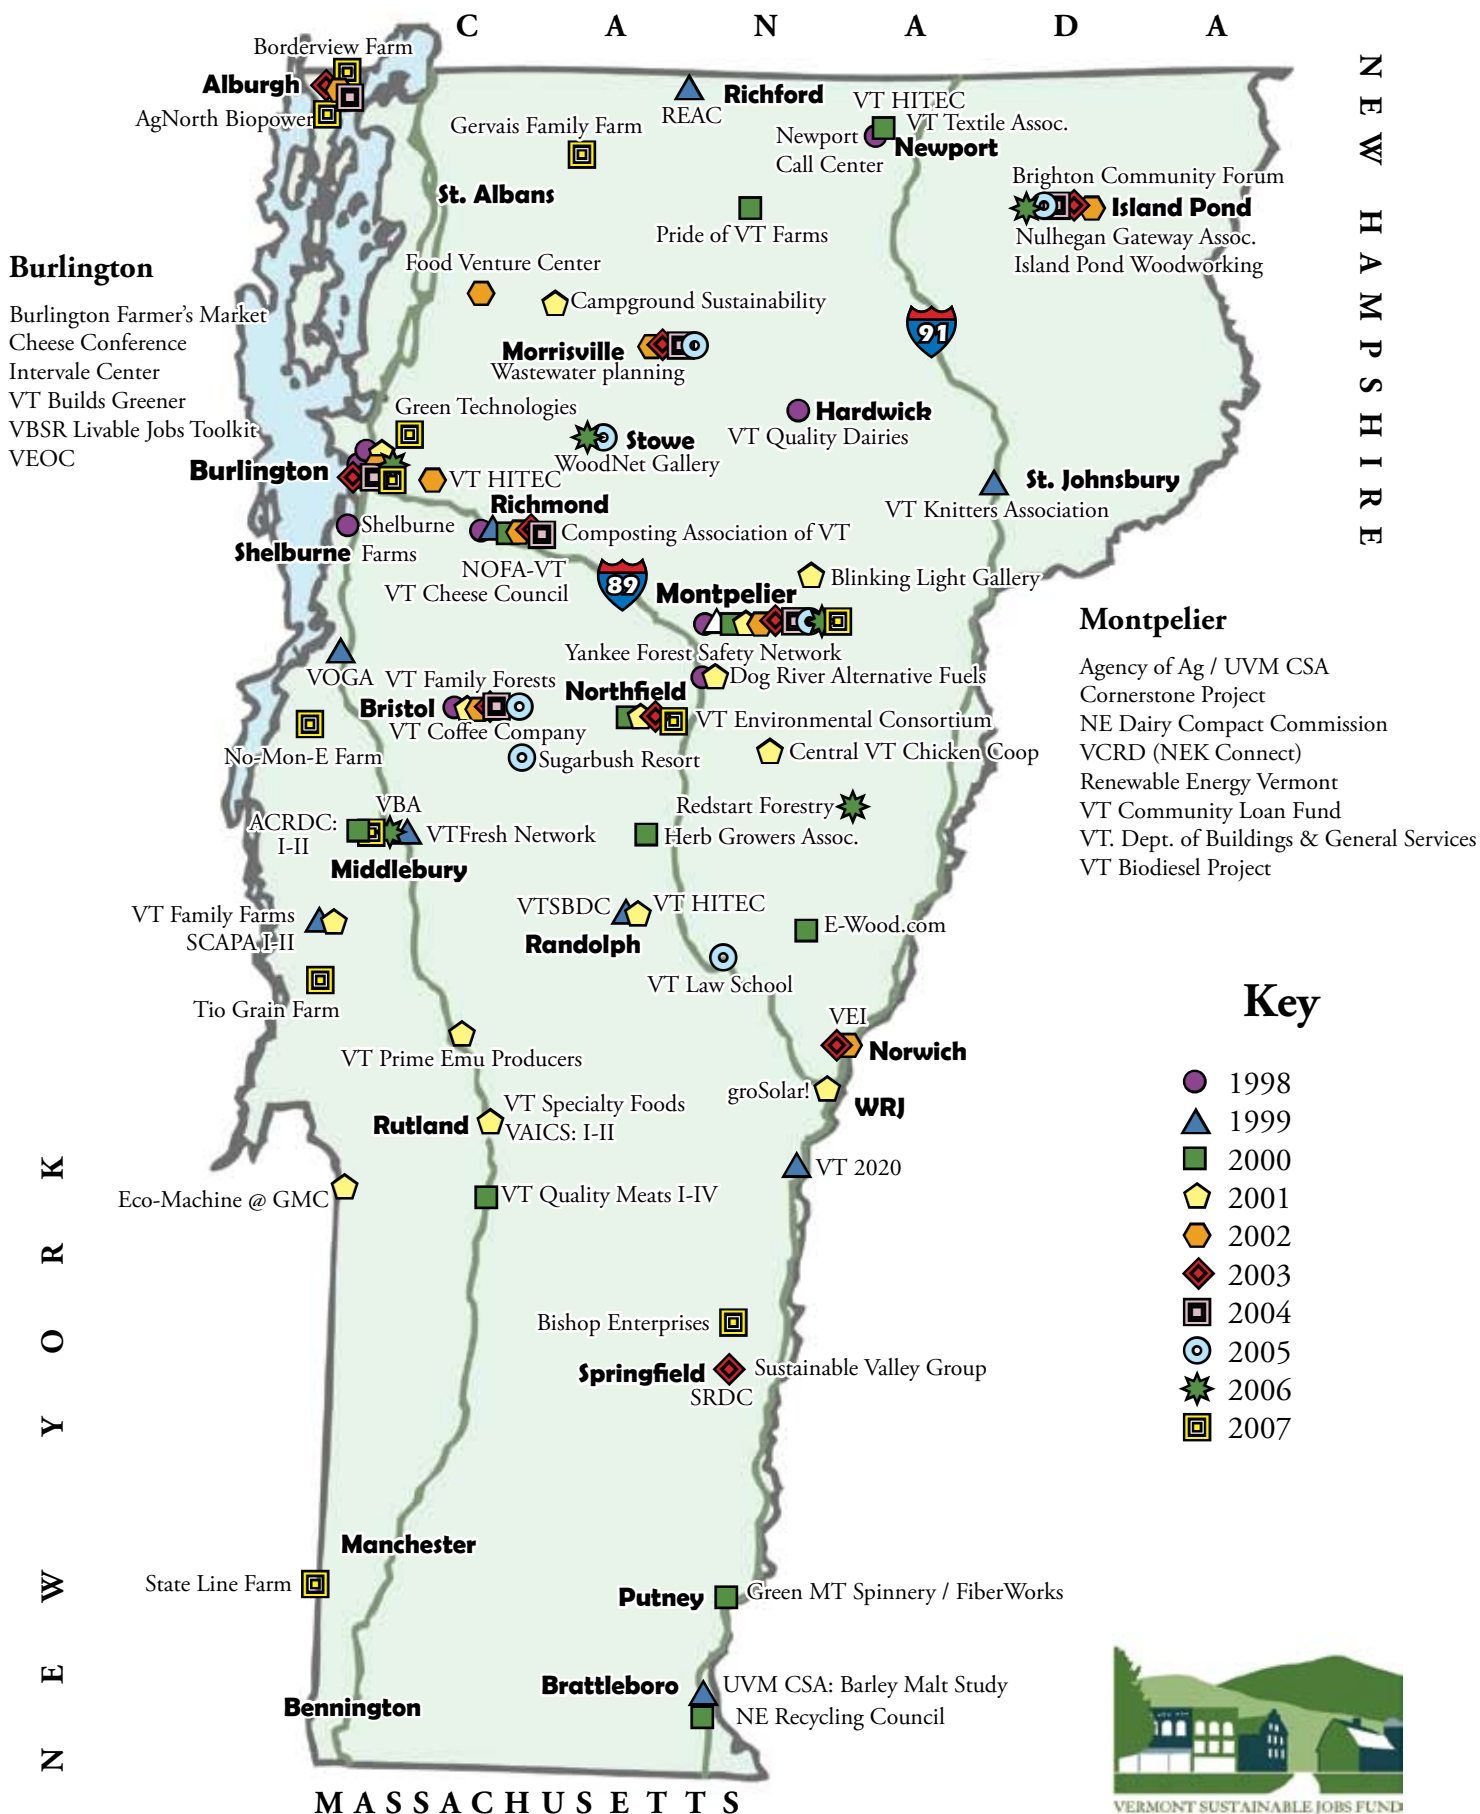 C A N A D A
NEW HAMPSHIRE
Borderview Farm
Alburgh
AgNorth Biopower
Richford
REAC
VT HITEC
VT Textile Assoc.
Newport
Call Center
Newport
Gervais Family Farm
St. Albans
Brighton Community Forum
Island Pond
Nulhegan Gateway Assoc.
Island Pond Woodworking
Pride of VT Farms
Burlington
Burlington Farmer's Market
Cheese Conference
Intervale Center
VT Builds Greener
VBSR Livable Jobs Toolkit
VEOC
Food Venture Center
Campground Sustainability
91
Morrisville
Wastewater planning
Green Technologies
Hardwick
VT Quality Dairies
Stowe
WoodNet Gallery
Burlington
VT HITEC
St. Johnsbury
VT Knitters Association
Richmond
Shelburne
Farms
Shelburne
Composting Association of VT
NOFA-VT
VT Cheese Council
89
Blinking Light Gallery
Montpelier
Yankee Forest Safety Network
Montpelier
Agency of Ag / UVM CSA
Cornerstone Project
NE Dairy Compact Commission
VCRD (NEK Connect)
Renewable Energy Vermont
VT Community Loan Fund
VT. Dept. of Buildings & General Services
VT Biodiesel Project
VOGA
VT Family Forests
Dog River Alternative Fuels
Northfield
Bristol
VT Coffee Company
VT Environmental Consortium
No-Mon-E Farm
Sugarbush Resort
Central VT Chicken Coop
VBA
Redstart Forestry
ACRDC:
I-II
VTFresh Network
Herb Growers Assoc.
Middlebury
VT Family Farms
SCAPA I-II
VTSBDC
VT HITEC
Randolph
E-Wood.com
VT Law School
Tio Grain Farm
VEI
Norwich
VT Prime Emu Producers
groSolar!
WRJ
VT Specialty Foods
VAICS: I-II
Rutland
VT 2020
Eco-Machine @ GMC
VT Quality Meats I-IV
Key
1998
1999
2000
2001
2002
2003
2004
2005
2006
2007
Bishop Enterprises
Springfield
Sustainable Valley Group
SRDC
Manchester
State Line Farm
Putney
Green MT Spinnery / FiberWorks
Brattleboro
UVM CSA: Barley Malt Study
NE Recycling Council
Bennington
NEW YORK
MASSACHUSETTS
VERMONT SUSTAINABLE JOBS FUND